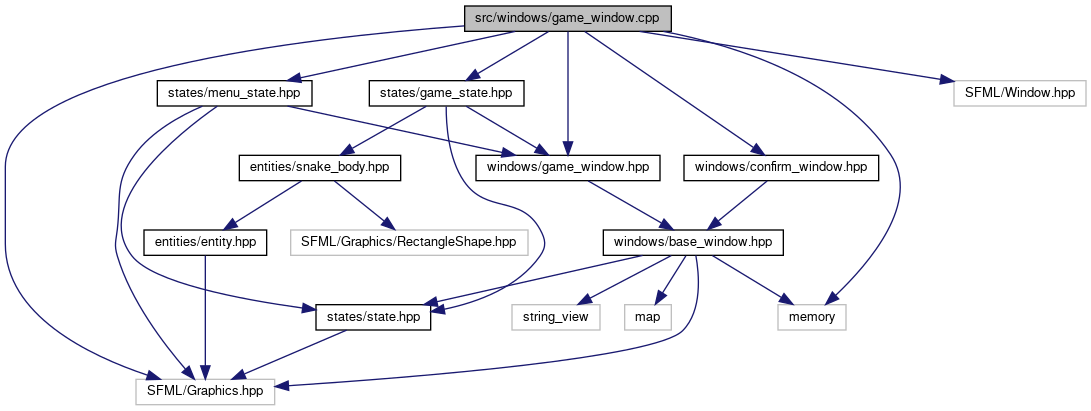 src/windows/game_window.cpp
states/menu_state.hpp
states/game_state.hpp
SFML/Window.hpp
entities/snake_body.hpp
windows/game_window.hpp
windows/confirm_window.hpp
entities/entity.hpp
SFML/Graphics/RectangleShape.hpp
windows/base_window.hpp
states/state.hpp
string_view
map
memory
SFML/Graphics.hpp